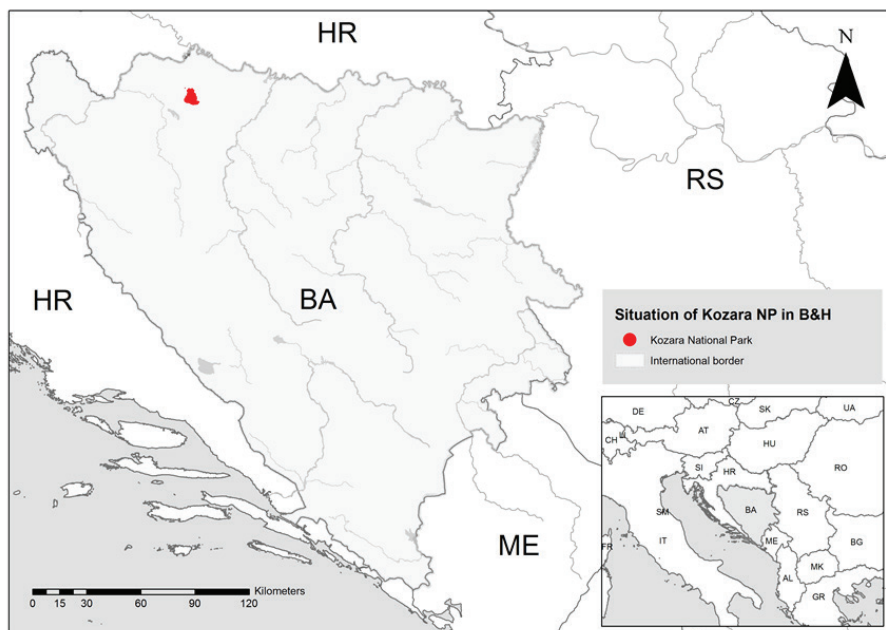 HR
N
RS
HR
BA
ME
Situation of Kozara NP in B&H
Kozara National Park
International border
Kilometers
0 15 30 60 90 120
CZ
DE
SK
UA
AT
CH
HU
SI
HR
RO
SM
BA
RS
IT
ME
BG
FR
MK
AL
GR